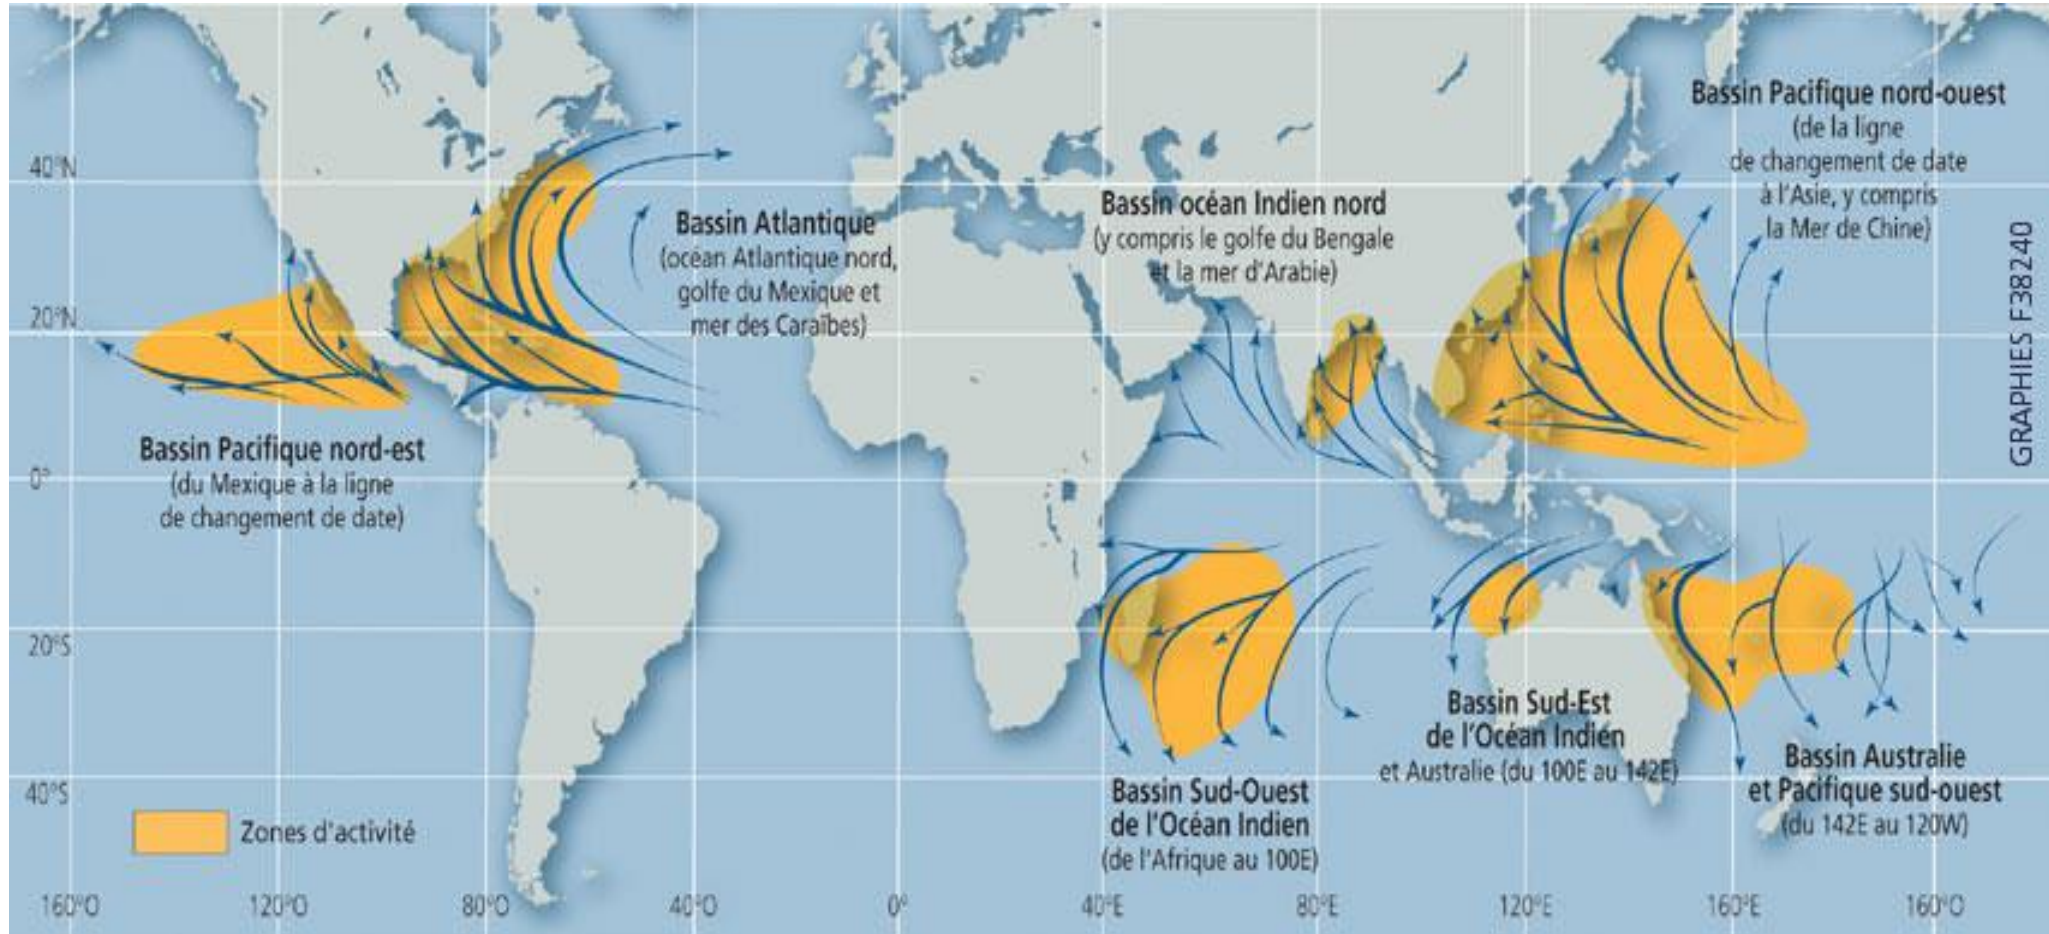 Bassin Pacifique nord-ouest
(de la ligne
de changement de date
à l'Asie, y compris
la Mer de Chine)
Bassin océan Indien nord
(y compris le golfe du Bengale
et la mer d'Arabie)
Bassin Atlantique
(océan Atlantique nord,
golfe du Mexique et
mer des Caraïbes)
GRAPHIES F38240
40°N
20°N
0°
20°S
40°S
Bassin Pacifique nord-est
(du Mexique à la ligne
de changement de date)
Bassin Sud-Est
de l'Océan Indien
et Australie (du 100E au 142E)
Bassin Australie
et Pacifique sud-ouest
(du 142E au 120W)
Bassin Sud-Ouest
de l'Océan Indien
(de l'Afrique au 100E)
Zones d'activité
160°O
120°O
80°O
40°O
0°
40°E
80°E
120°E
160°E
160°O